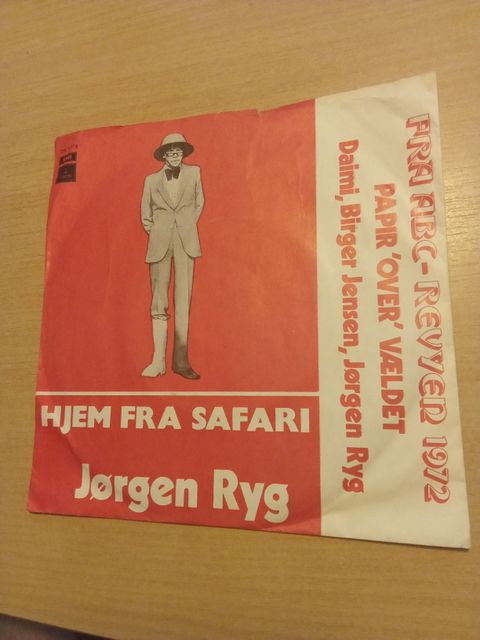 HJEM FRA SAFARI
Jørgen Ryg
FRA ABC-REVYEN 1972
PAPIR 'OVER' VÆLDET
Daimi, Birger Jensen, Jørgen Ryg